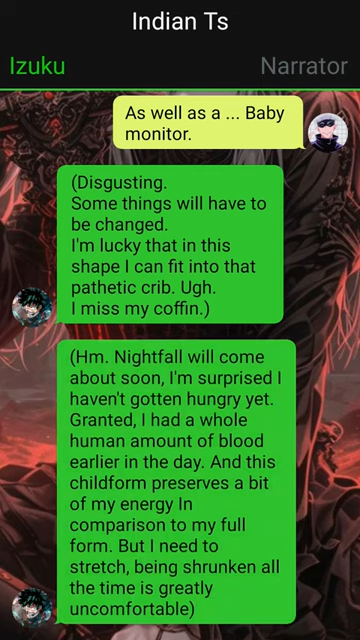 Indian Ts
Izuku
Narrator
As well as a ... Baby
monitor.
(Disgusting.
Some things will have to
be changed.
I'm lucky that in this
shape I can fit into that
pathetic crib. Ugh.
I miss my coffin.)
(Hm. Nightfall will come
about soon, I'm surprised I
haven't gotten hungry yet.
Granted, I had a whole
human amount of blood
earlier in the day. And this
childform preserves a bit
of my energy In
comparison to my full
form. But I need to
stretch, being shrunken all
the time is greatly
uncomfortable)